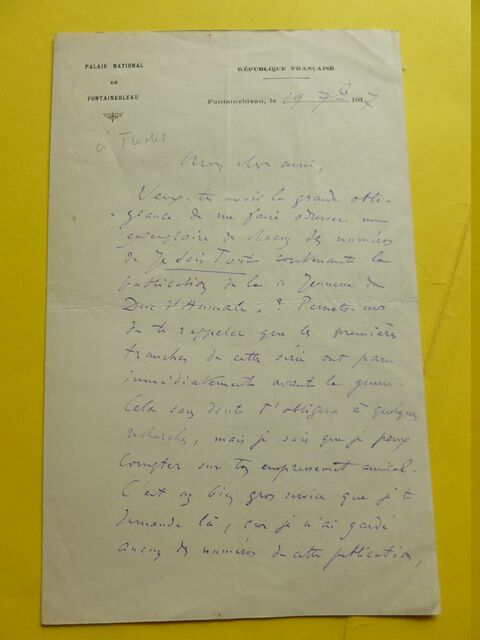 PALAIS NATIONAL
DE
FONTAINEBLEAU
RÉPUBLIQUE FRANÇAISE
Fontainebleau, le 19 7bre 1917
à Fuchs
Mon cher ami,
Veux-tu avoir la grande obli-
-geance de me faire adresser un
exemplaire de chacun des numéros
de Je Sais Tout contenant la
publication de la « Jeunesse du
Duc d'Aumale » ? Permets-moi
de te rappeler que les premières
tranches de cette série ont paru
immédiatement avant la guerre.
Cela sans doute t'obligera à quelques
recherches, mais je sais que je peux
compter sur ton empressement amical.
C'est un bien gros service que je te
demande là, car je n'ai gardé
aucun des numéros de cette publication,